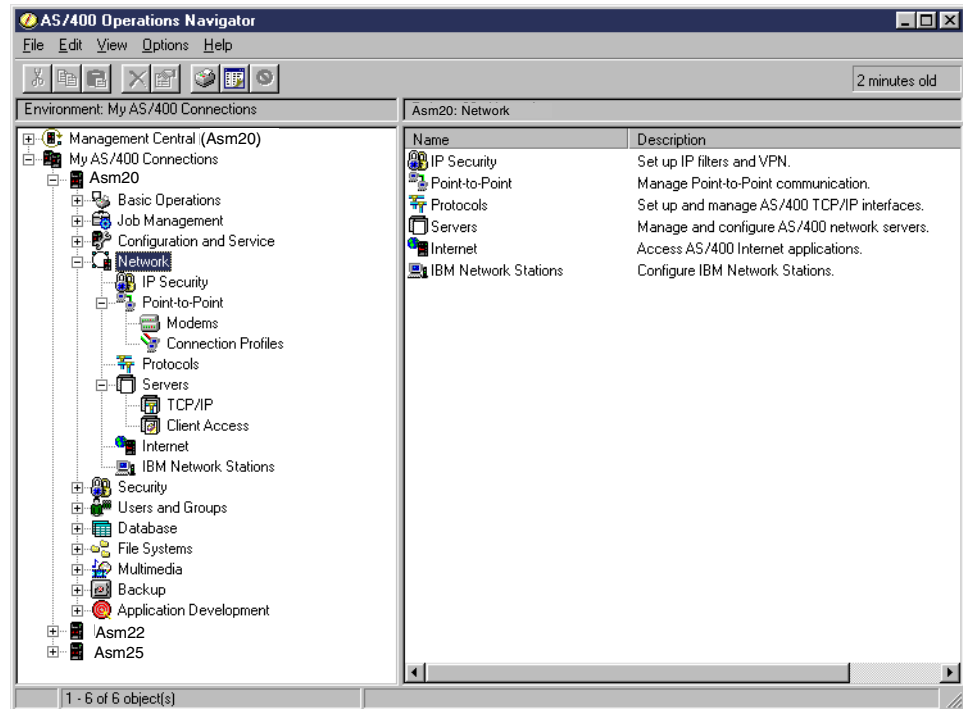 AS/400 Operations Navigator
File Edit View Options Help
2 minutes old
Environment: My AS/400 Connections
Asm20: Network
Management Central (Asm20)
My AS/400 Connections
Asm20
Basic Operations
Job Management
Configuration and Service
Network
IP Security
Point-to-Point
Modems
Connection Profiles
Protocols
Servers
TCP/IP
Client Access
Internet
IBM Network Stations
Security
Users and Groups
Database
File Systems
Multimedia
Backup
Application Development
Asm22
Asm25
Name Description
IP Security Set up IP filters and VPN.
Point-to-Point Manage Point-to-Point communication.
Protocols Set up and manage AS/400 TCP/IP interfaces.
Servers Manage and configure AS/400 network servers.
Internet Access AS/400 Internet applications.
IBM Network Stations Configure IBM Network Stations.
1 - 6 of 6 object(s)